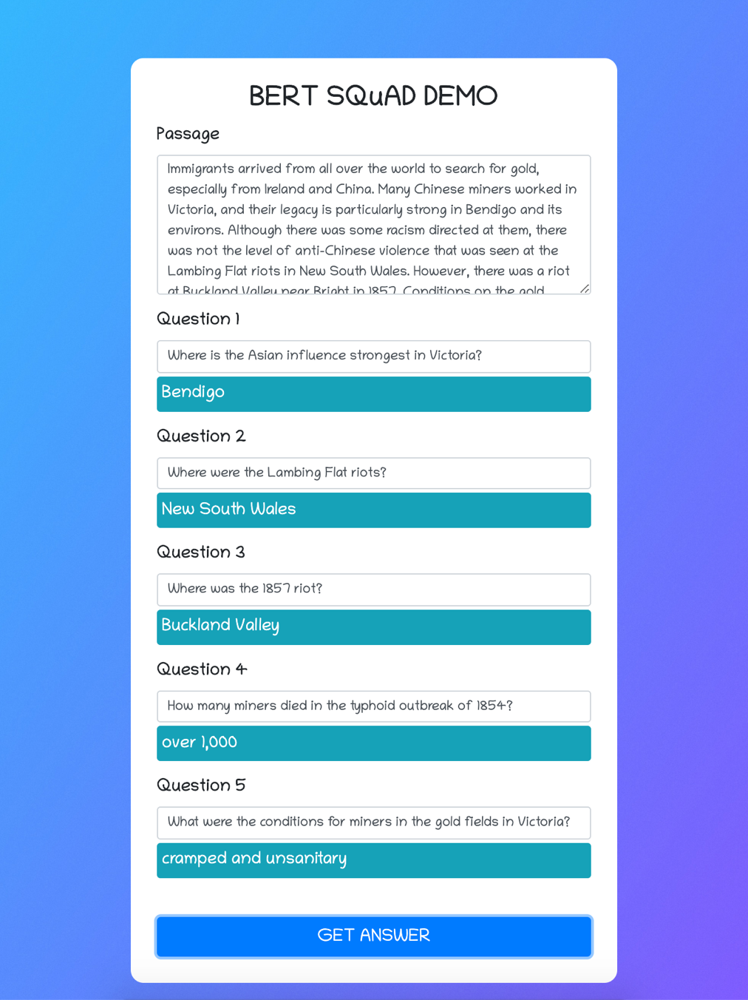 BERT SQuAD DEMO
Passage
Immigrants arrived from all over the world to search for gold,
especially from Ireland and China. Many Chinese miners worked in
Victoria, and their legacy is particularly strong in Bendigo and its
environs. Although there was some racism directed at them, there
was not the level of anti-Chinese violence that was seen at the
Lambing Flat riots in New South Wales. However, there was a riot
at Buckland Valley near Bright in 1857. Conditions on the gold
Question 1
Where is the Asian influence strongest in Victoria?
Bendigo
Question 2
Where were the Lambing Flat riots?
New South Wales
Question 3
Where was the 1857 riot?
Buckland Valley
Question 4
How many miners died in the typhoid outbreak of 1854?
over 1,000
Question 5
What were the conditions for miners in the gold fields in Victoria?
cramped and unsanitary
GET ANSWER